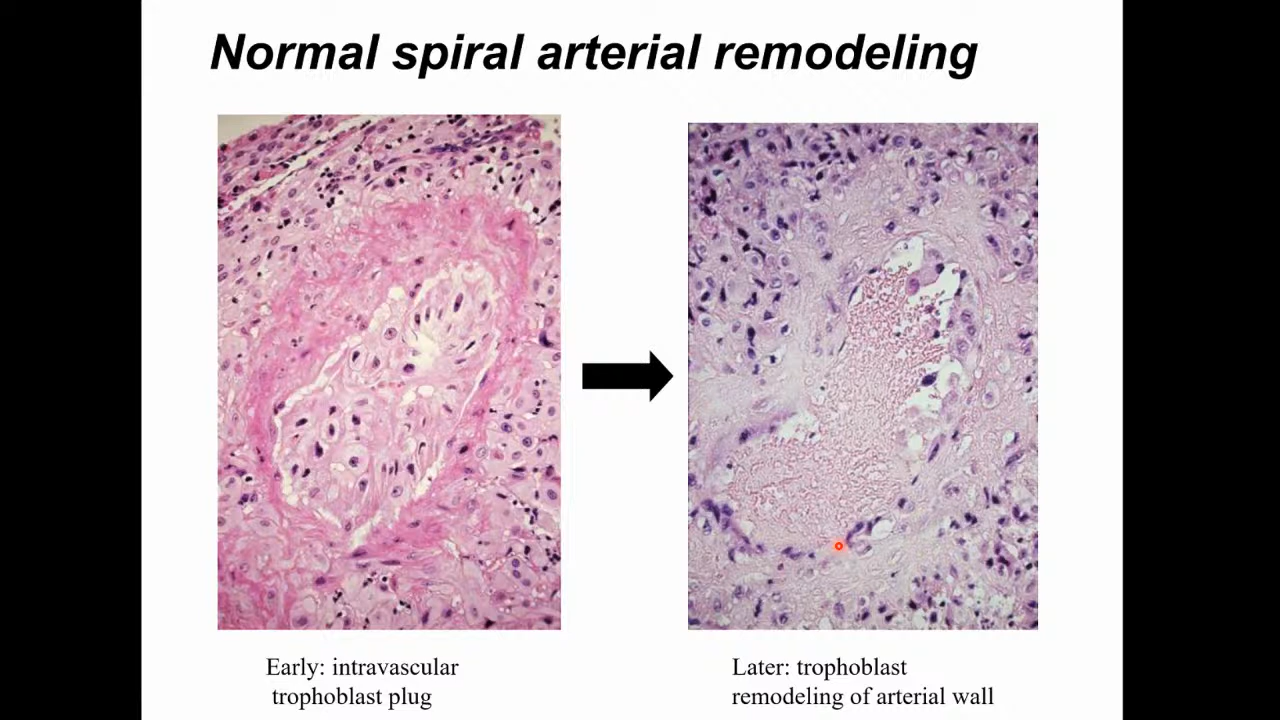 Normal spiral arterial remodeling
Early: intravascular
trophoblast plug
Later: trophoblast
remodeling of arterial wall